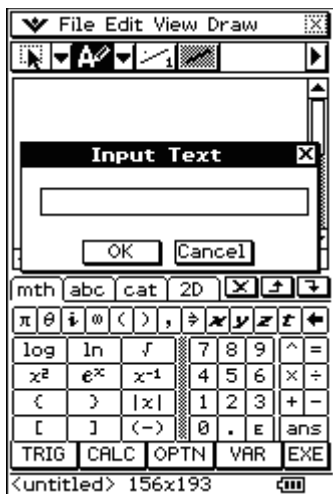 File Edit View Draw
Input Text
OK Cancel
mth abc cat 2D
π θ i ∞ ( ) , ⇒ x y z t ←
log ln √ 7 8 9 ^ =
x² eˣ x⁻¹ 4 5 6 × ÷
{ } |x| 1 2 3 + −
[ ] (−) 0 . E ans
TRIG CALC OPTN VAR EXE
<untitled> 156x193